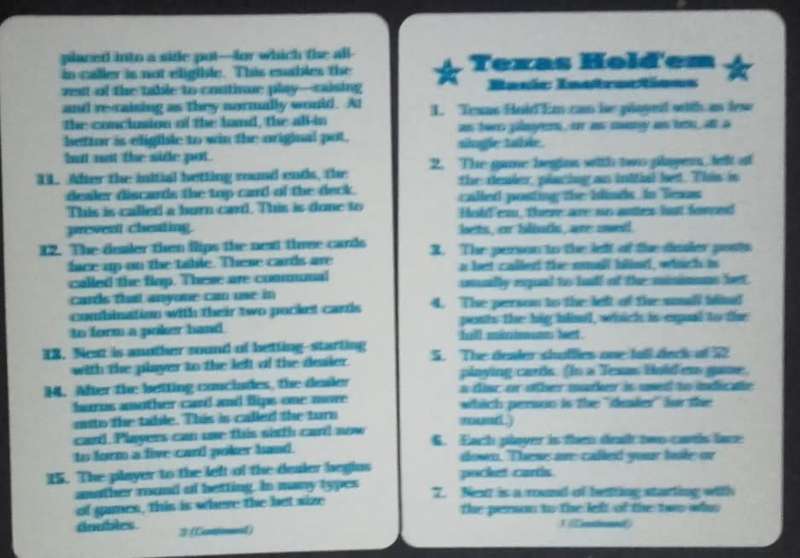 placed into a side pot—for which the all-
in caller is not eligible. This enables the
rest of the table to continue play—raising
and re-raising as they normally would. At
the conclusion of the hand, the all-in
bettor is eligible to win the original pot,
but not the side pot.
11. After the initial betting round ends, the
dealer discards the top card of the deck.
This is called a burn card. This is done to
prevent cheating.
12. The dealer then flips the next three cards
face up on the table. These cards are
called the flop. These are communal
cards that anyone can use in
combination with their two pocket cards
to form a poker hand.
13. Next is another round of betting-starting
with the player to the left of the dealer.
14. After the betting concludes, the dealer
burns another card and flips one more
onto the table. This is called the turn
card. Players can use this sixth card now
to form a five card poker hand.
15. The player to the left of the dealer begins
another round of betting. In many types
of games, this is where the bet size
doubles.
2 (Continued)
Texas Hold'em
Basic Instructions
1. Texas Hold'Em can be played with as few
as two players, or as many as ten, at a
single table.
2. The game begins with two players, left of
the dealer, placing an initial bet. This is
called posting the blinds. In Texas
Hold'em, there are no antes but forced
bets, or blinds, are used.
3. The person to the left of the dealer posts
a bet called the small blind, which is
usually equal to half of the minimum bet.
4. The person to the left of the small blind
posts the big blind, which is equal to the
full minimum bet.
5. The dealer shuffles one full deck of 52
playing cards. (In a Texas Hold'em game,
a disc or other marker is used to indicate
which person is the "dealer" for the
round.)
6. Each player is then dealt two cards face
down. These are called your hole or
pocket cards.
7. Next is a round of betting starting with
the person to the left of the two who
1 (Continued)